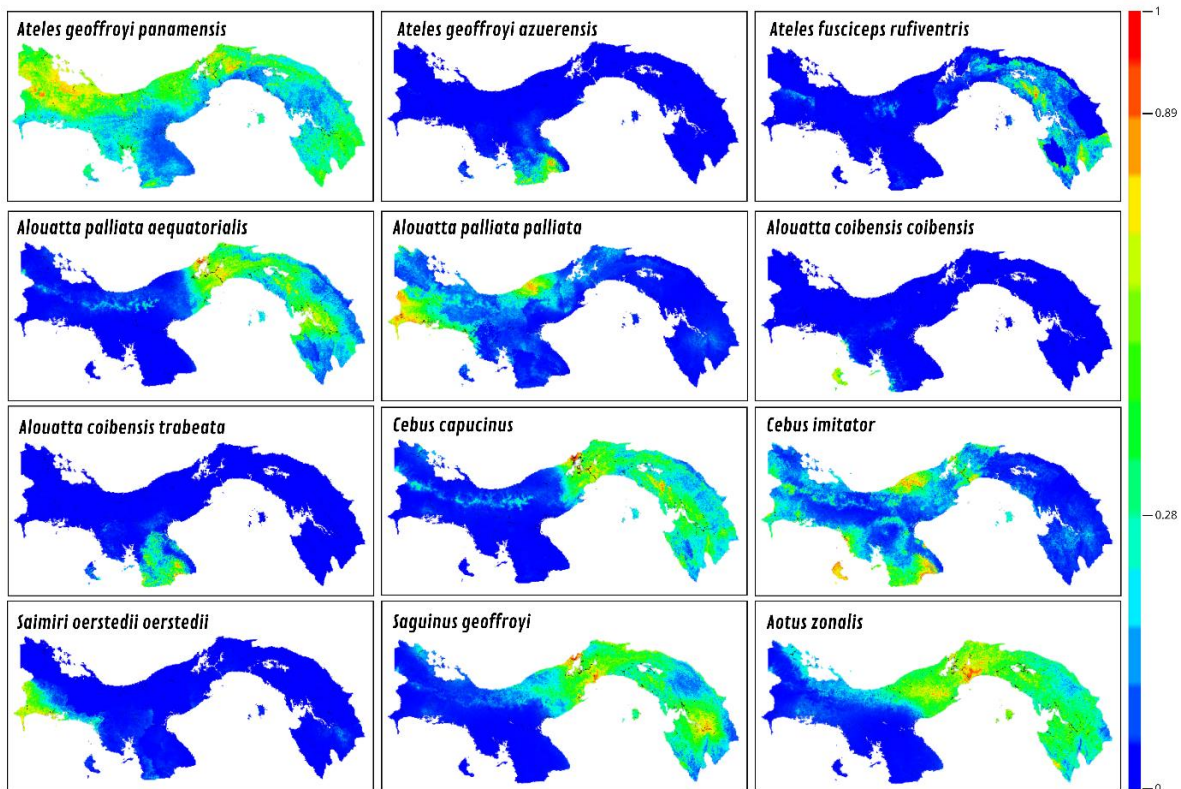 Ateles geoffroyi panamensis
Ateles geoffroyi azuerensis
Ateles fusciceps rufiventris
1
0.89
Alouatta palliata aequatorialis
Alouatta palliata palliata
Alouatta coibensis coibensis
Alouatta coibensis trabeata
Cebus capucinus
Cebus imitator
0.28
Saimiri oerstedii oerstedii
Saguinus geoffroyi
Aotus zonalis
0